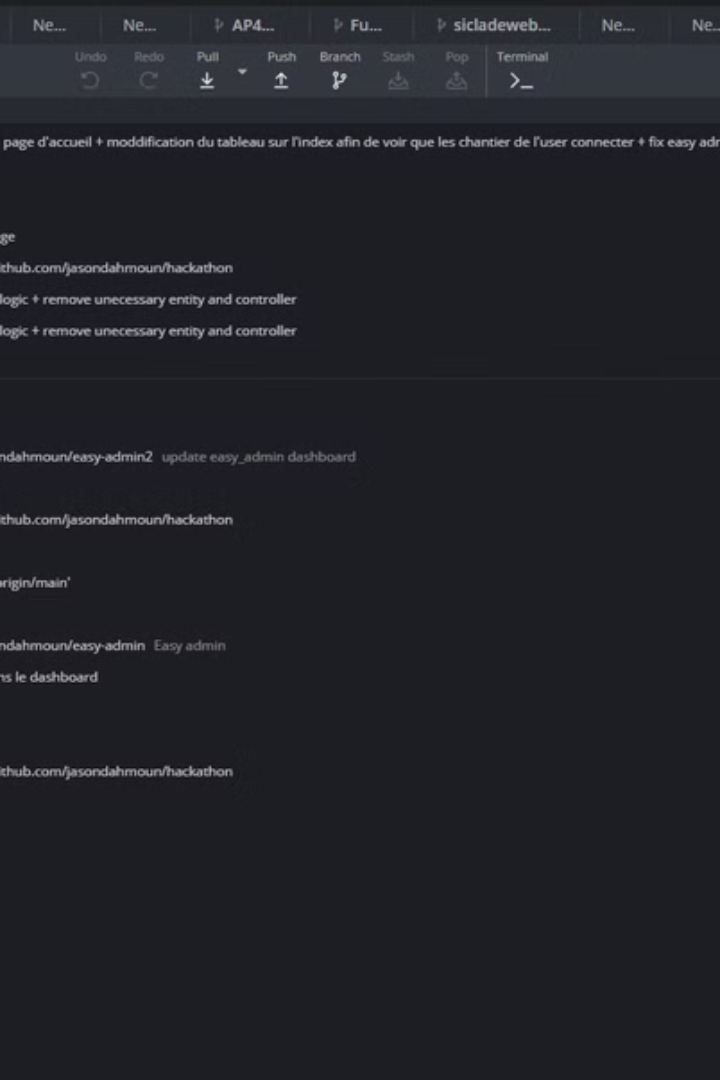 Ne... Ne... AP4... Fu... sicladeweb... Ne... Ne...
Undo Redo Pull Push Branch Stash Pop Terminal
page d'accueil + moddification du tableau sur l'index afin de voir que les chantier de l'user connecter + fix easy adr
ge
ithub.com/jasondahmoun/hackathon
logic + remove unecessary entity and controller
logic + remove unecessary entity and controller
ndahmoun/easy-admin2 update easy_admin dashboard
ithub.com/jasondahmoun/hackathon
origin/main'
ndahmoun/easy-admin Easy admin
ns le dashboard
ithub.com/jasondahmoun/hackathon